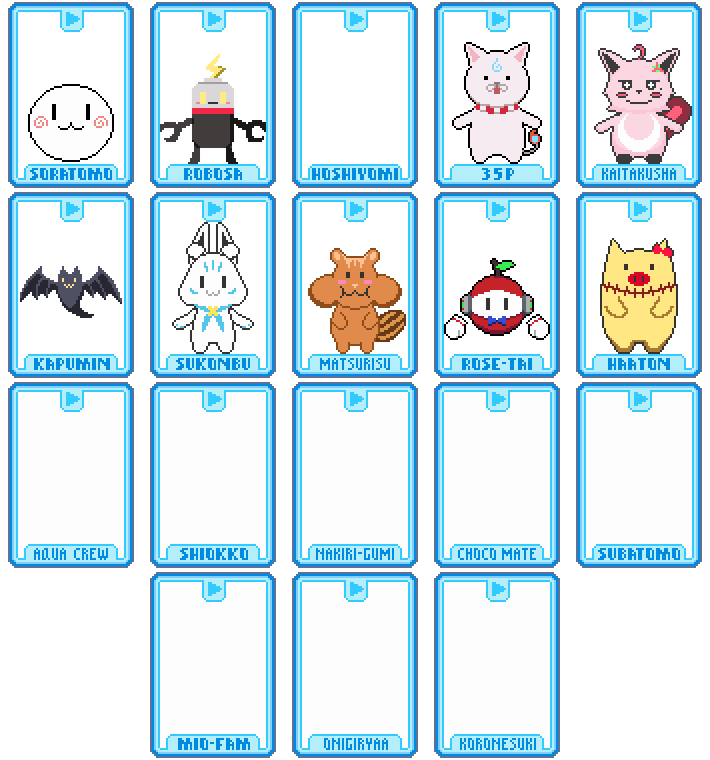 SORATOMO
ROBOSA
HOSHIYOMI
35P
KAITAKUSHA
KAPUMIN
SUKONBU
MATSURISU
ROSE-TAI
HAATON
AQUA CREW
SHIOKKO
NAKIRI-GUMI
CHOCO MATE
SUBATOMO
MIO-FAM
ONIGIRYAA
KORONESUKI